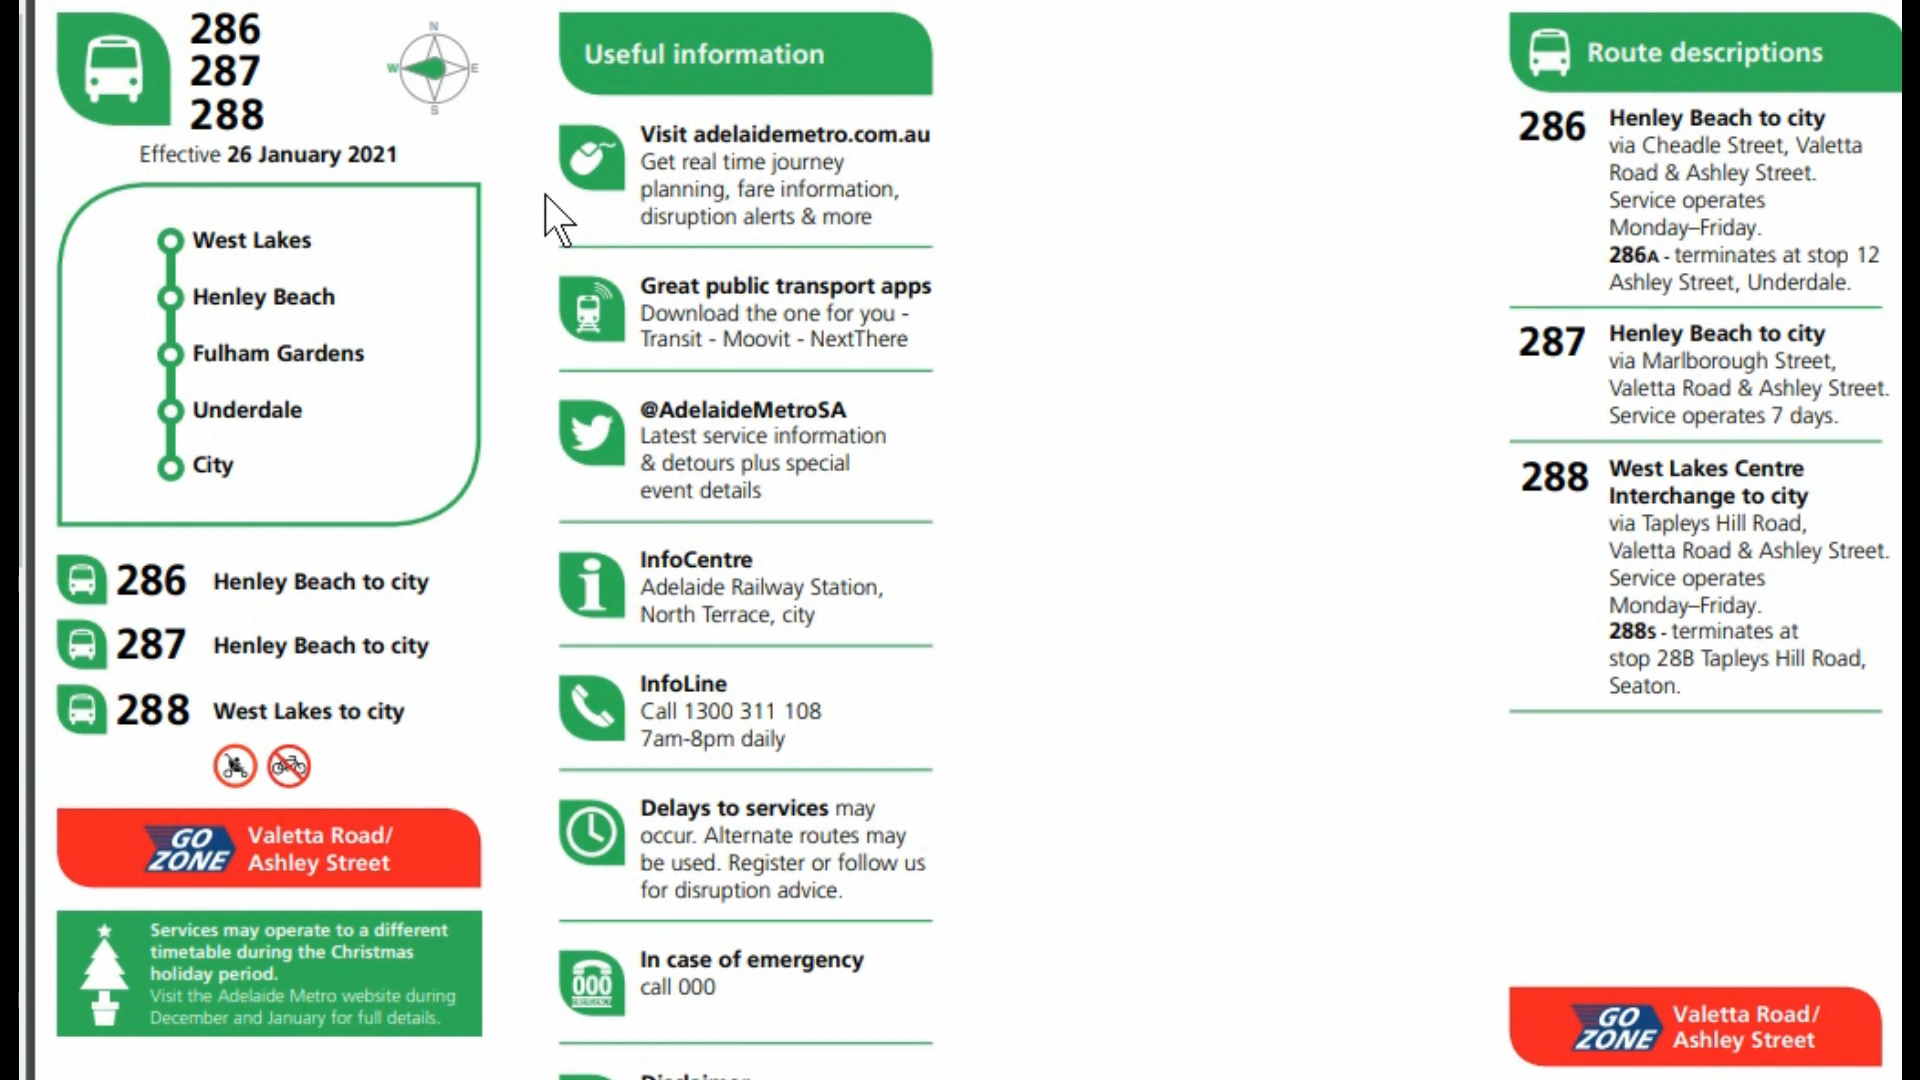 286
287
288
N
W
E
S
Effective 26 January 2021
West Lakes
Henley Beach
Fulham Gardens
Underdale
City
286 Henley Beach to city
287 Henley Beach to city
288 West Lakes to city
GO
ZONE
Valetta Road/
Ashley Street
Services may operate to a different
timetable during the Christmas
holiday period.
Visit the Adelaide Metro website during
December and January for full details.
Useful information
Visit adelaidemetro.com.au
Get real time journey
planning, fare information,
disruption alerts & more
Great public transport apps
Download the one for you -
Transit - Moovit - NextThere
@AdelaideMetroSA
Latest service information
& detours plus special
event details
InfoCentre
Adelaide Railway Station,
North Terrace, city
InfoLine
Call 1300 311 108
7am-8pm daily
Delays to services may
occur. Alternate routes may
be used. Register or follow us
for disruption advice.
000
EMERGENCY
In case of emergency
call 000
Disclaimer
Route descriptions
286
Henley Beach to city
via Cheadle Street, Valetta
Road & Ashley Street.
Service operates
Monday–Friday.
286A - terminates at stop 12
Ashley Street, Underdale.
287
Henley Beach to city
via Marlborough Street,
Valetta Road & Ashley Street.
Service operates 7 days.
288
West Lakes Centre
Interchange to city
via Tapleys Hill Road,
Valetta Road & Ashley Street.
Service operates
Monday–Friday.
288s - terminates at
stop 28B Tapleys Hill Road,
Seaton.
GO
ZONE
Valetta Road/
Ashley Street